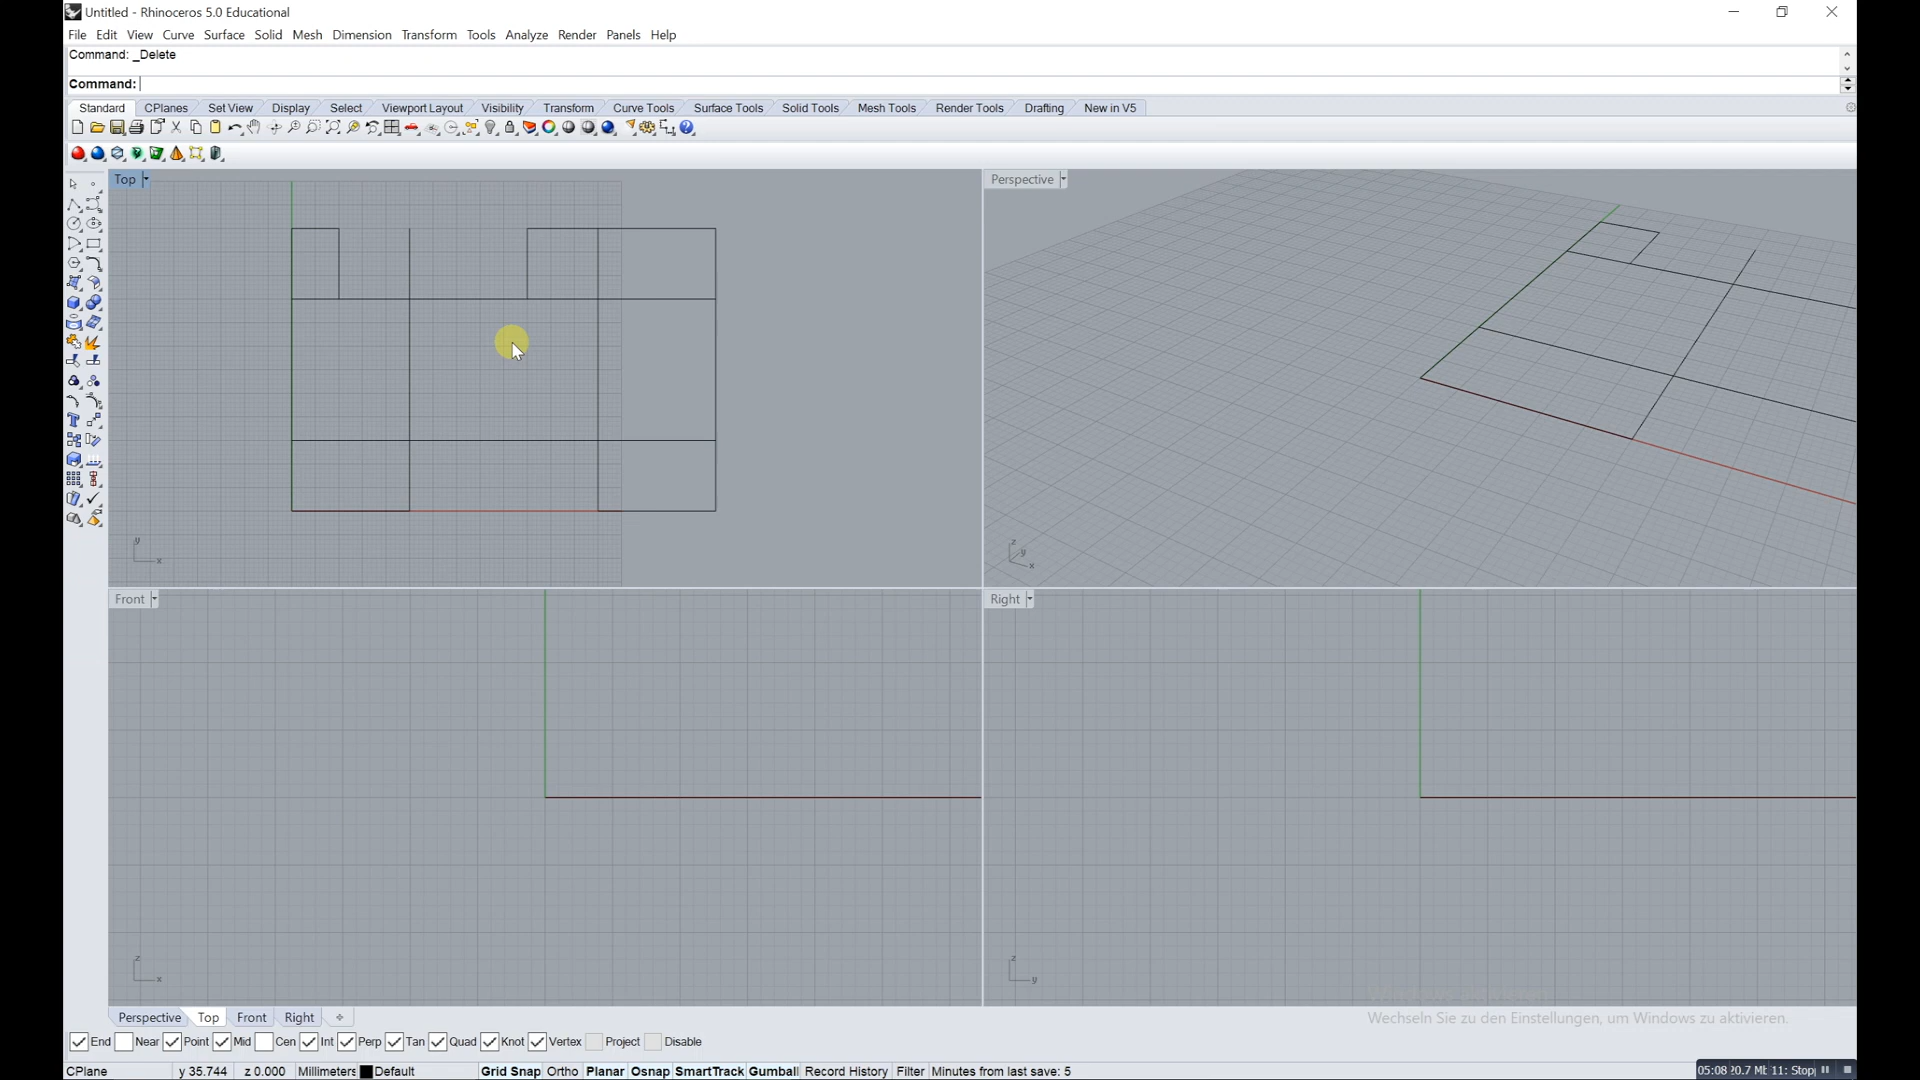 Untitled - Rhinoceros 5.0 Educational
File Edit View Curve Surface Solid Mesh Dimension Transform Tools Analyze Render Panels Help
Command: _Delete
Command:
Standard CPlanes Set View Display Select Viewport Layout Visibility Transform Curve Tools Surface Tools Solid Tools Mesh Tools Render Tools Drafting New in V5
Top
Perspective
y
x
z
y
x
Front
Right
z
x
z
y
Perspective Top Front Right
Wechseln Sie zu den Einstellungen, um Windows zu aktivieren.
End Near Point Mid Cen Int Perp Tan Quad Knot Vertex Project Disable
CPlane y 35.744 z 0.000 Millimeters Default Grid Snap Ortho Planar Osnap SmartTrack Gumball Record History Filter Minutes from last save: 5
05:08